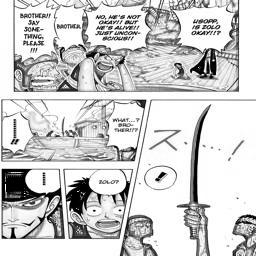 USOPP,
IS ZOLO
OKAY!?
NO, HE'S NOT
OKAY!! BUT
HE'S ALIVE!!
JUST UNCON-
SCIOUS!!
BROTHER
BROTHER!!
SAY
SOME-
THING,
PLEASE
!!!
ス
WHAT...?
BRO-
THER!?
!!
!!!!
ZOLO?